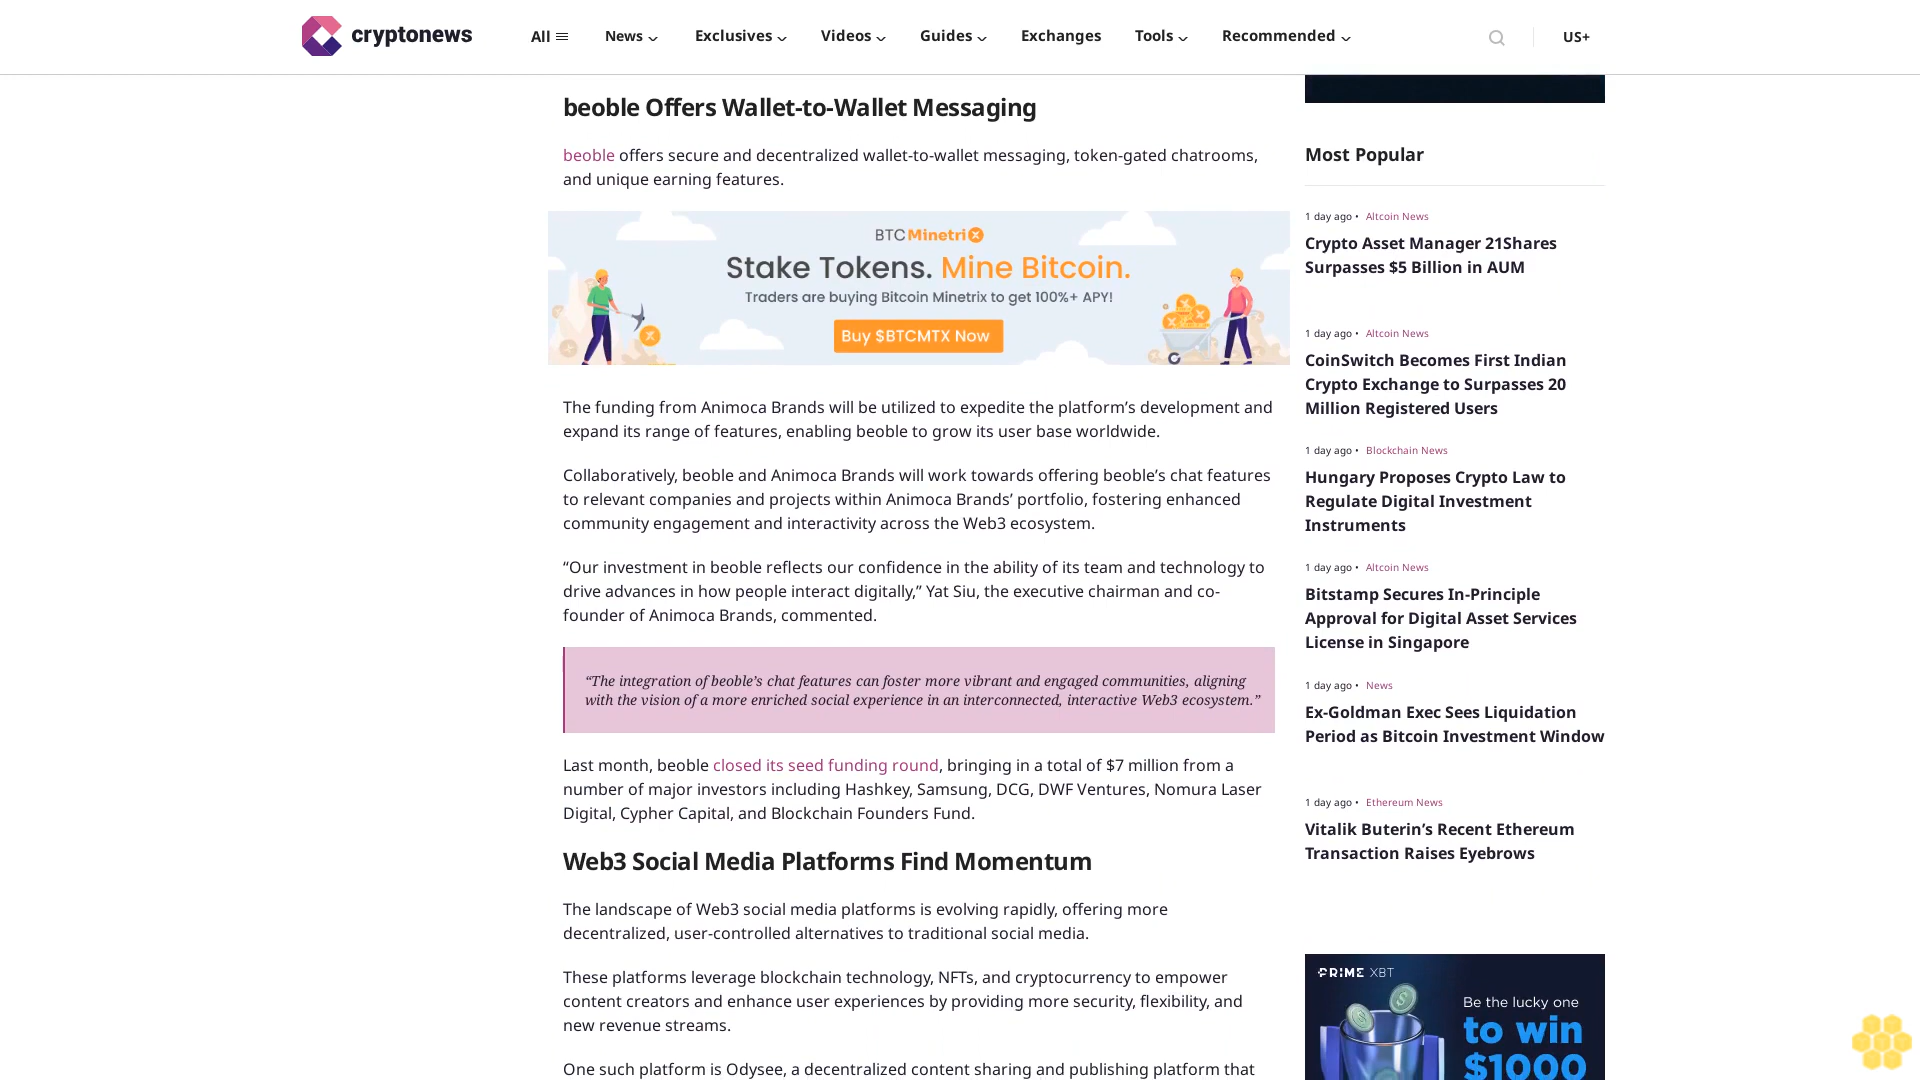 cryptonews
All
News
Exclusives
Videos
Guides
Exchanges
Tools
Recommended
US+
beoble Offers Wallet-to-Wallet Messaging
beoble offers secure and decentralized wallet-to-wallet messaging, token-gated chatrooms,
and unique earning features.
BTC Minetrix
Stake Tokens. Mine Bitcoin.
Traders are buying Bitcoin Minetrix to get 100%+ APY!
Buy $BTCMTX Now
The funding from Animoca Brands will be utilized to expedite the platform’s development and
expand its range of features, enabling beoble to grow its user base worldwide.
Collaboratively, beoble and Animoca Brands will work towards offering beoble’s chat features
to relevant companies and projects within Animoca Brands’ portfolio, fostering enhanced
community engagement and interactivity across the Web3 ecosystem.
“Our investment in beoble reflects our confidence in the ability of its team and technology to
drive advances in how people interact digitally,” Yat Siu, the executive chairman and co-
founder of Animoca Brands, commented.
“The integration of beoble’s chat features can foster more vibrant and engaged communities, aligning
with the vision of a more enriched social experience in an interconnected, interactive Web3 ecosystem.”
Last month, beoble closed its seed funding round, bringing in a total of $7 million from a
number of major investors including Hashkey, Samsung, DCG, DWF Ventures, Nomura Laser
Digital, Cypher Capital, and Blockchain Founders Fund.
Web3 Social Media Platforms Find Momentum
The landscape of Web3 social media platforms is evolving rapidly, offering more
decentralized, user-controlled alternatives to traditional social media.
These platforms leverage blockchain technology, NFTs, and cryptocurrency to empower
content creators and enhance user experiences by providing more security, flexibility, and
new revenue streams.
One such platform is Odysee, a decentralized content sharing and publishing platform that
Most Popular
1 day ago • Altcoin News
Crypto Asset Manager 21Shares
Surpasses $5 Billion in AUM
1 day ago • Altcoin News
CoinSwitch Becomes First Indian
Crypto Exchange to Surpasses 20
Million Registered Users
1 day ago • Blockchain News
Hungary Proposes Crypto Law to
Regulate Digital Investment
Instruments
1 day ago • Altcoin News
Bitstamp Secures In-Principle
Approval for Digital Asset Services
License in Singapore
1 day ago • News
Ex-Goldman Exec Sees Liquidation
Period as Bitcoin Investment Window
1 day ago • Ethereum News
Vitalik Buterin’s Recent Ethereum
Transaction Raises Eyebrows
PRIME XBT
Be the lucky one
to win
$1000